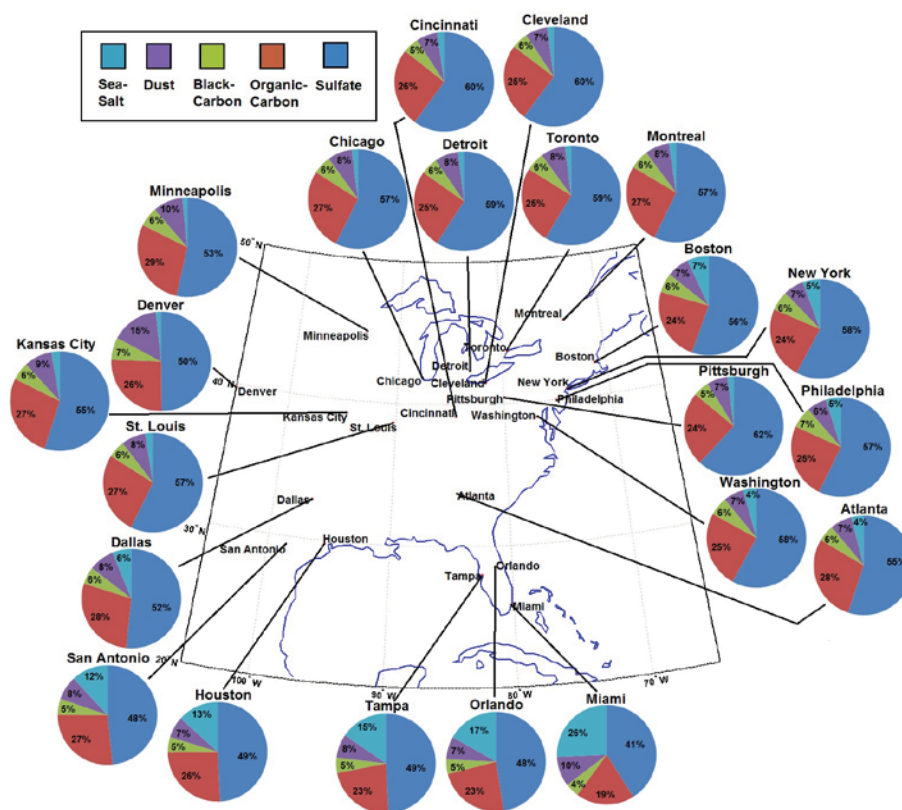 Sea-
Salt
Dust
Black-
Carbon
Organic-
Carbon
Sulfate
Cincinnati
7%
5%
26%
60%
Cleveland
7%
6%
25%
60%
Chicago
8%
6%
27%
57%
Detroit
8%
6%
25%
59%
Toronto
8%
6%
25%
59%
Montreal
8%
6%
27%
57%
Minneapolis
10%
6%
29%
53%
Boston
7%
7%
6%
24%
56%
New York
5%
7%
6%
24%
58%
Denver
15%
7%
26%
50%
Kansas City
9%
6%
27%
55%
Pittsburgh
7%
5%
24%
62%
Philadelphia
5%
6%
7%
25%
57%
St. Louis
8%
6%
27%
57%
Washington
4%
7%
6%
25%
58%
Atlanta
4%
7%
6%
28%
55%
Dallas
6%
8%
6%
28%
52%
San Antonio
12%
8%
5%
27%
48%
Houston
13%
7%
5%
26%
49%
Tampa
15%
8%
5%
23%
49%
Orlando
17%
7%
5%
23%
48%
Miami
26%
10%
4%
19%
41%
50°N
40°N
30°N
20°N
100°W
90°W
80°W
70°W
Minneapolis
Montreal
Toronto
Boston
Detroit
Chicago
Cleveland
New York
Denver
Pittsburgh
Philadelphia
Kansas City
Cincinnati
Washington
St. Louis
Dallas
Atlanta
San Antonio
Houston
Orlando
Tampa
Miami